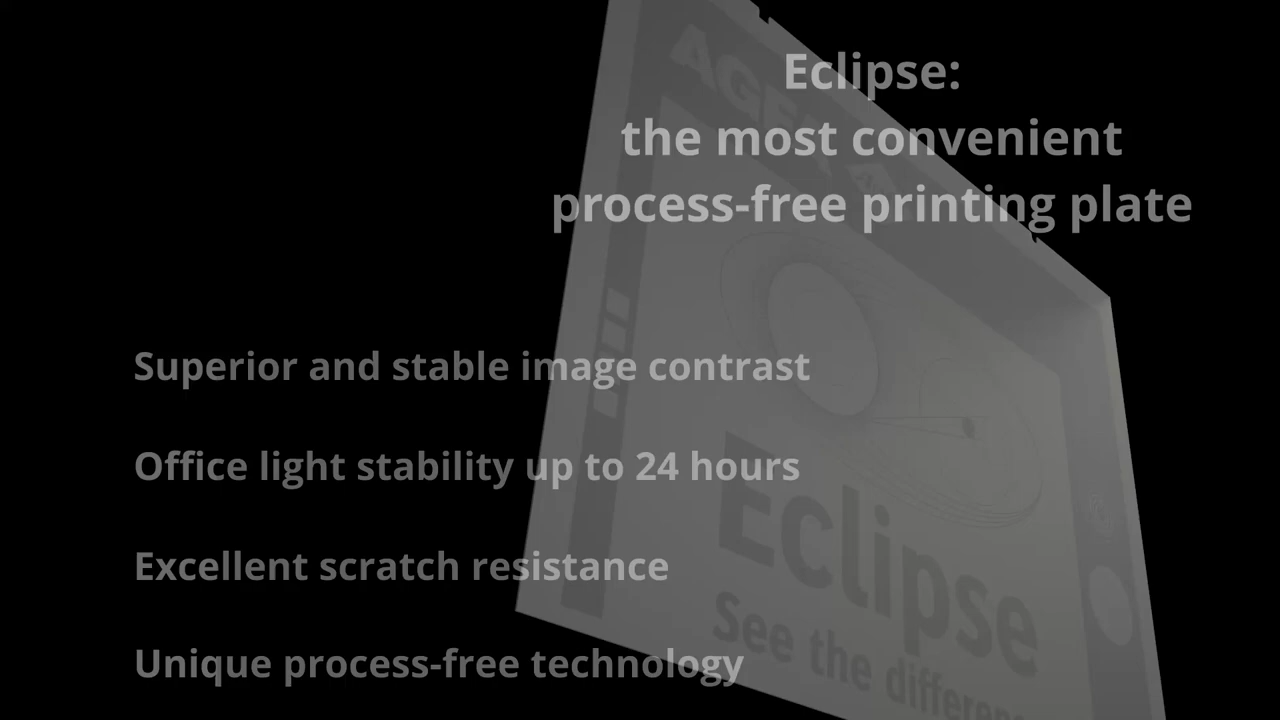 Eclipse:
the most convenient
process-free printing plate
Superior and stable image contrast
Office light stability up to 24 hours
Excellent scratch resistance
Unique process-free technology
Eclipse
See the